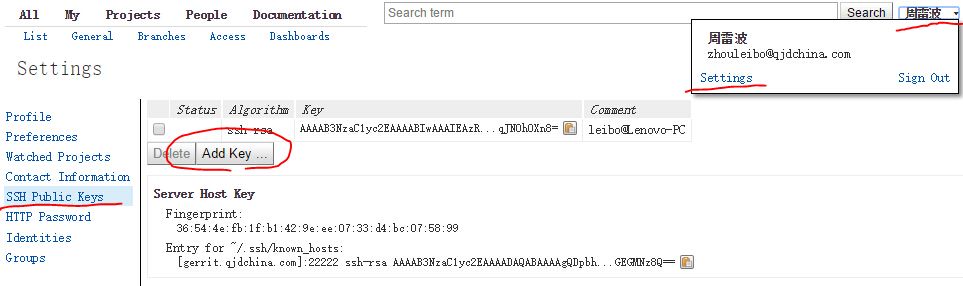 All My Projects People Documentation
List General Branches Access Dashboards
Search term Search 周雷波
周雷波
zhouleibo@qjdchina.com
Settings Sign Out
Settings
Profile
Preferences
Watched Projects
Contact Information
SSH Public Keys
HTTP Password
Identities
Groups
Status Algorithm Key Comment
ssh-rsa AAAAB3NzaC1yc2EAAAABIwAAAIEAzR...qJNOhOXn8= leibo@Lenovo-PC
Delete Add Key ...
Server Host Key
Fingerprint:
36:54:4e:fb:1f:b1:42:9e:ee:07:33:d4:bc:07:58:99
Entry for ~/.ssh/known_hosts:
[gerrit.qjdchina.com]:22222 ssh-rsa AAAAB3NzaC1yc2EAAAADAQABAAAAgQDpbh...GEGMNz8Q==